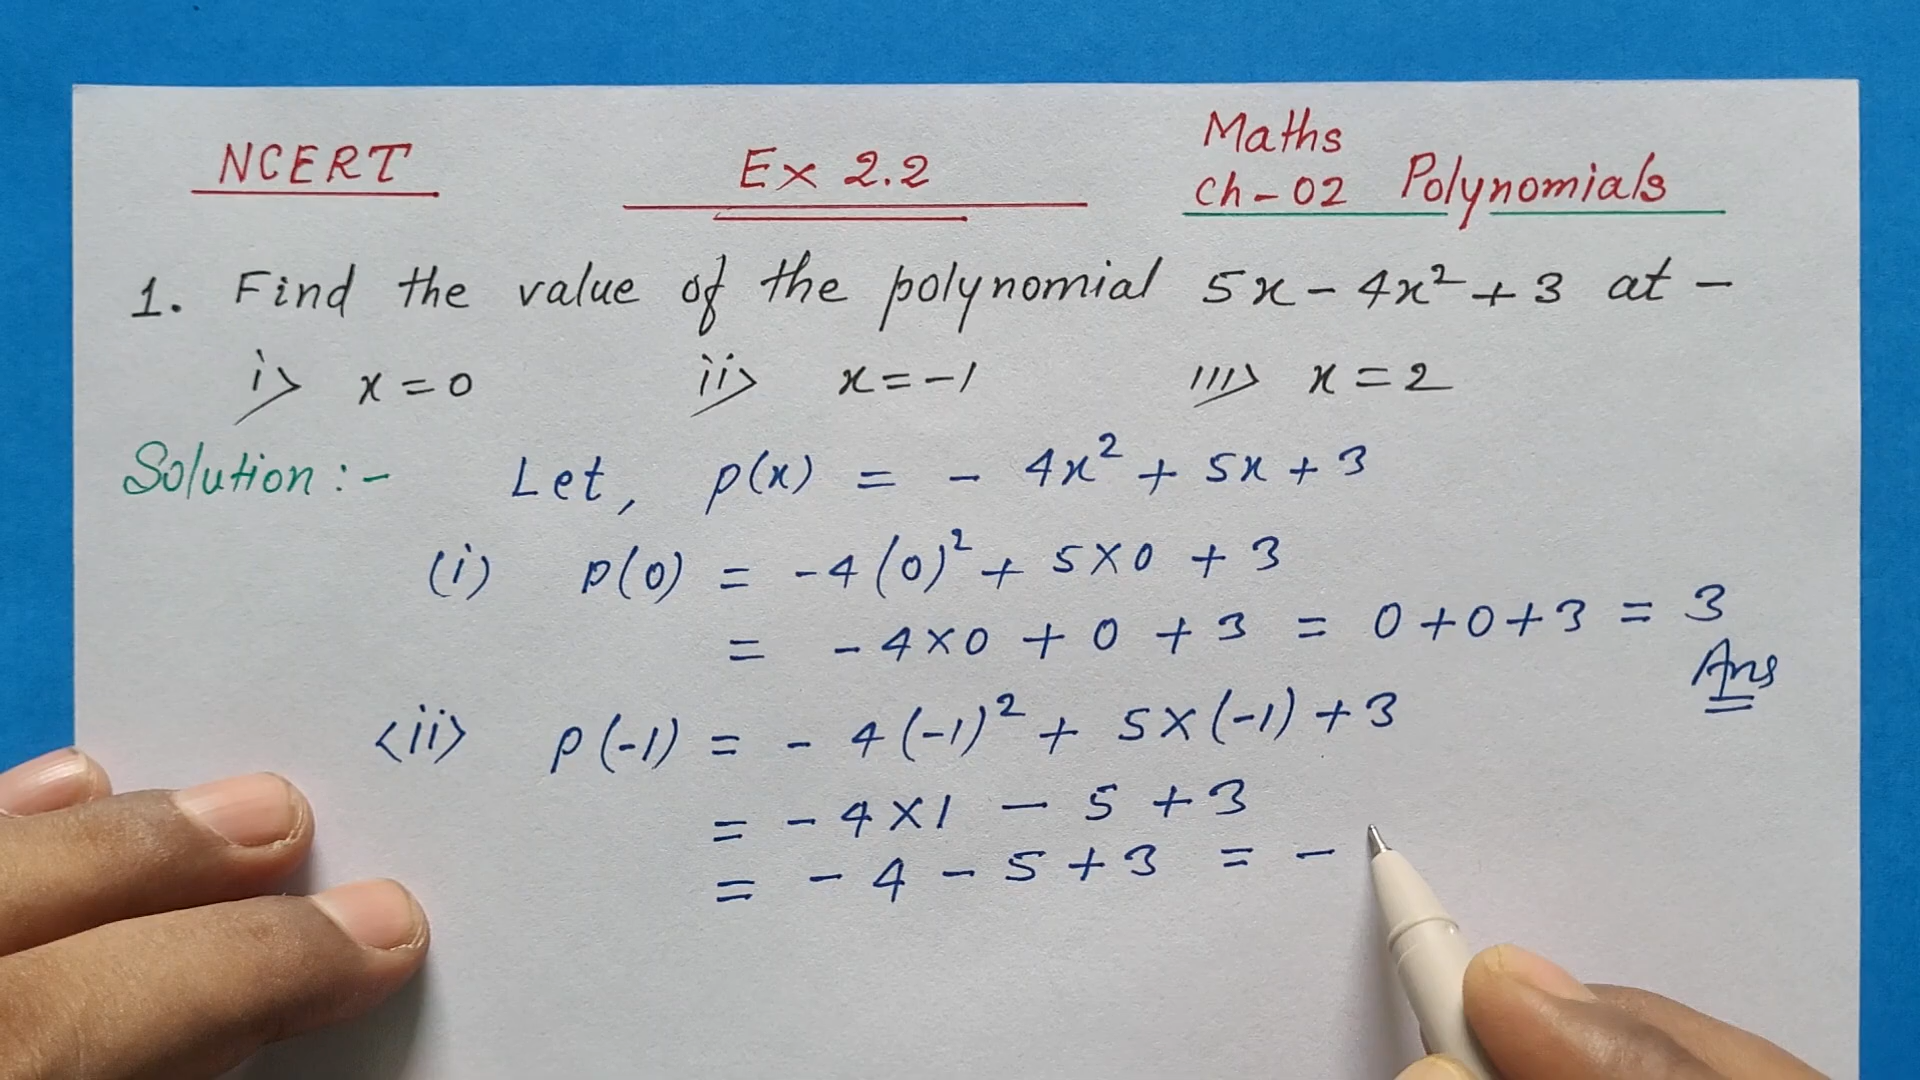 NCERT Ex 2.2 Maths
Ch-02 Polynomials
1. Find the value of the polynomial 5x - 4x² + 3 at -
i> x = 0 ii> x = -1 iii> x = 2
Solution :- Let, p(x) = - 4x² + 5x + 3
(i) p(0) = -4(0)² + 5×0 + 3
= -4×0 + 0 + 3 = 0+0+3 = 3
Ans
<ii> p(-1) = - 4(-1)² + 5×(-1) + 3
= - 4×1 - 5 + 3
= - 4 - 5 + 3 = -